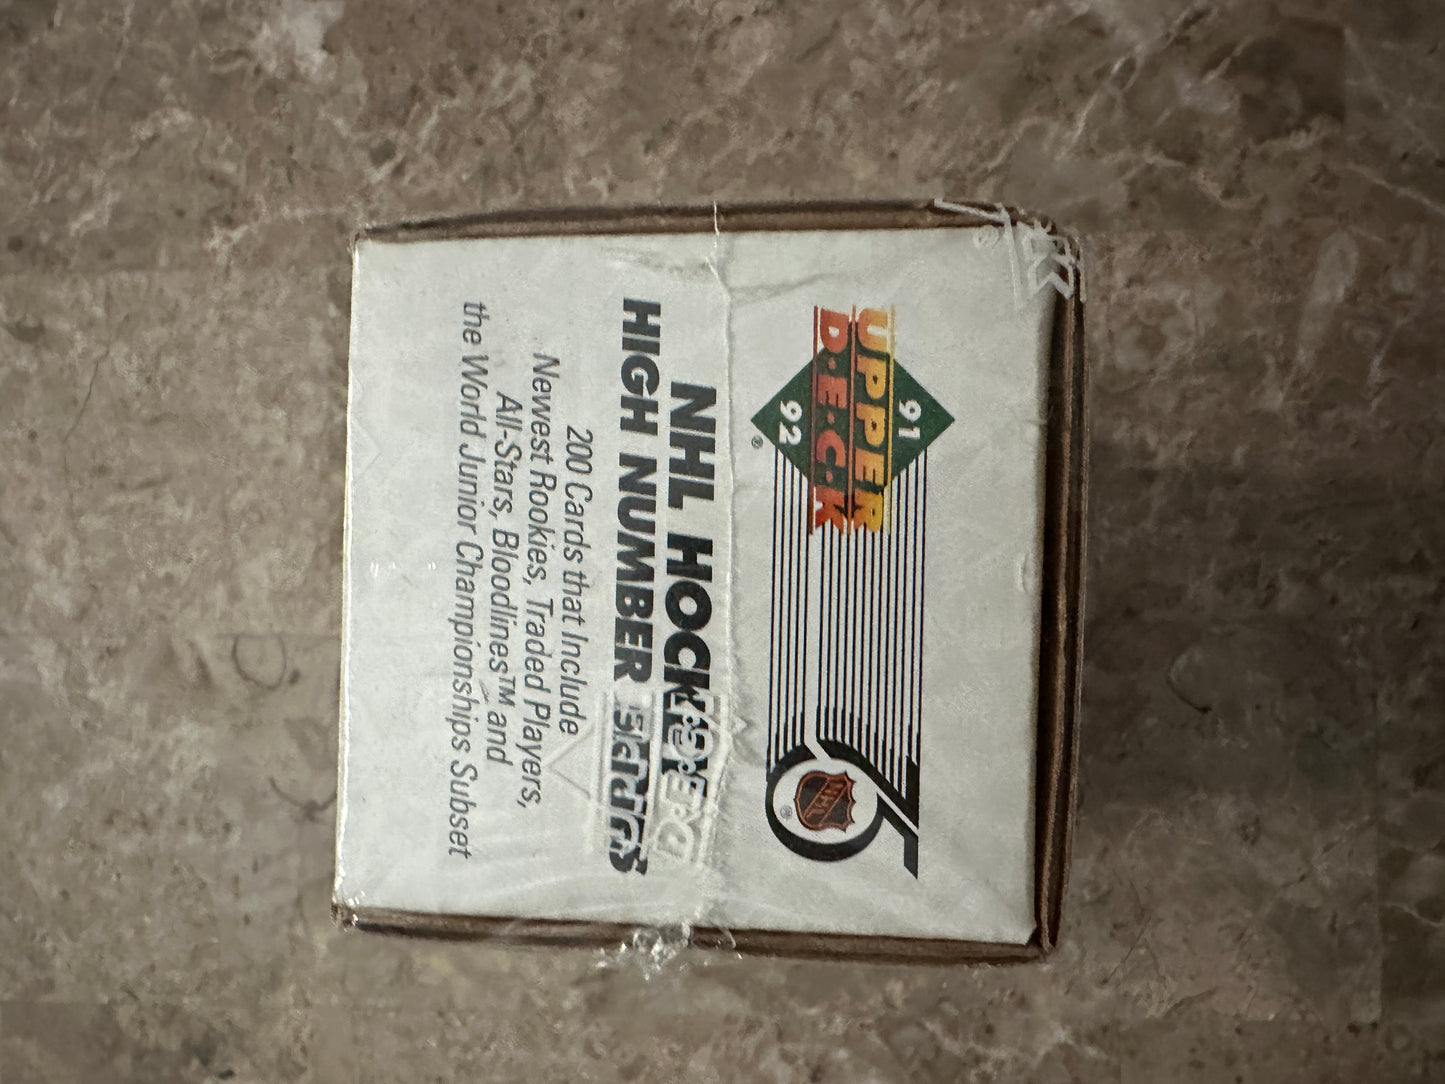 UPPER
D·E·C·K
91
92
®
NHL
®
NHL HOCKEY
HIGH NUMBER SERIES
200 Cards that Include
Newest Rookies, Traded Players,
All-Stars, Bloodlines™ and
the World Junior Championships Subset